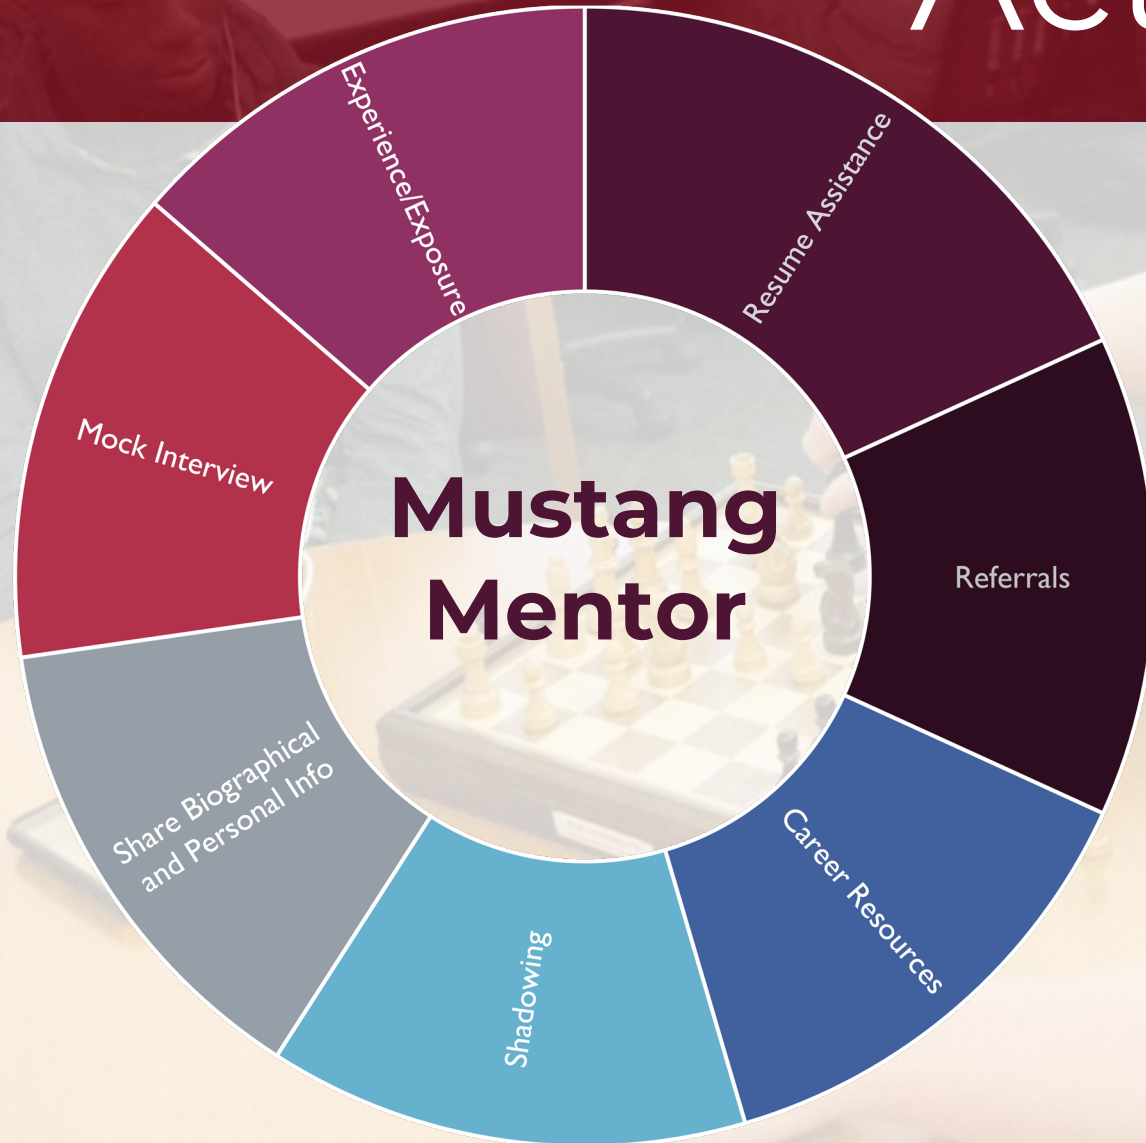 Experience/Exposure
Resume Assistance
Mock Interview
Mustang
Mentor
Referrals
Share Biographical
and Personal Info
Career Resources
Shadowing